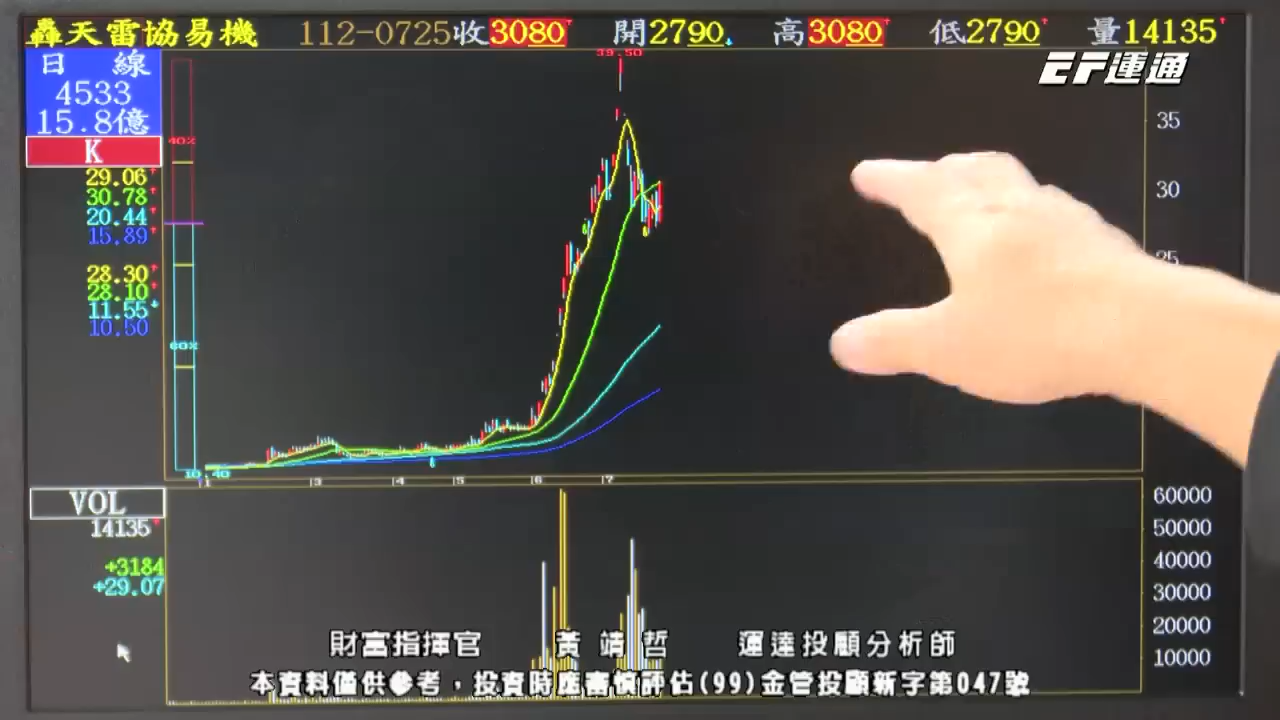 轟天雷協易機 112-0725收3080 開2790 高3080 低2790 量14135
EF運通
日 線
4533
15.8億
K
29.06
30.78
20.44
15.89
28.30
28.10
11.55
10.50
40%
60%
39.50
10.40
35
30
25
1 3 4 5 6 7
VOL
14135
+3184
+29.07
60000
50000
40000
30000
20000
10000
財富指揮官 黃靖哲 運達投顧分析師
本資料僅供參考，投資時應審慎評估(99)金管投顧新字第047號